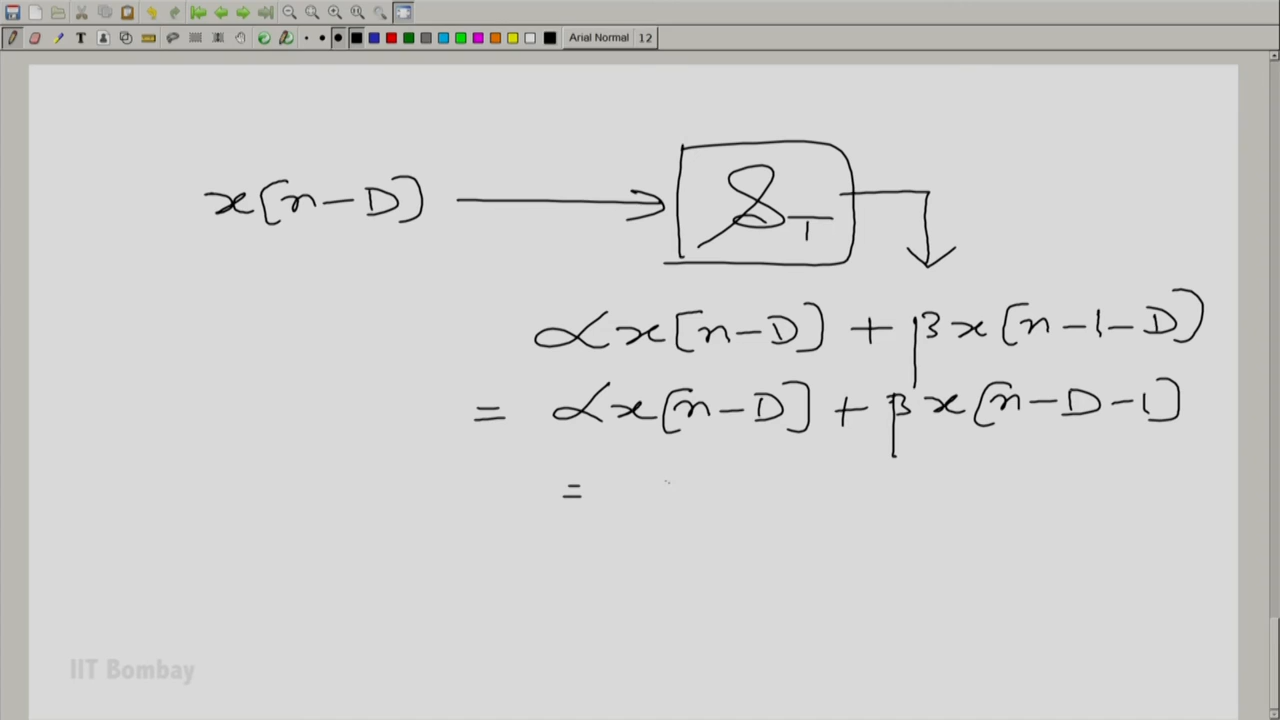 Arial Normal 12
x[n-D] → S_T
αx[n-D] + βx[n-1-D]
= αx[n-D] + βx[n-D-1]
=
IIT Bombay